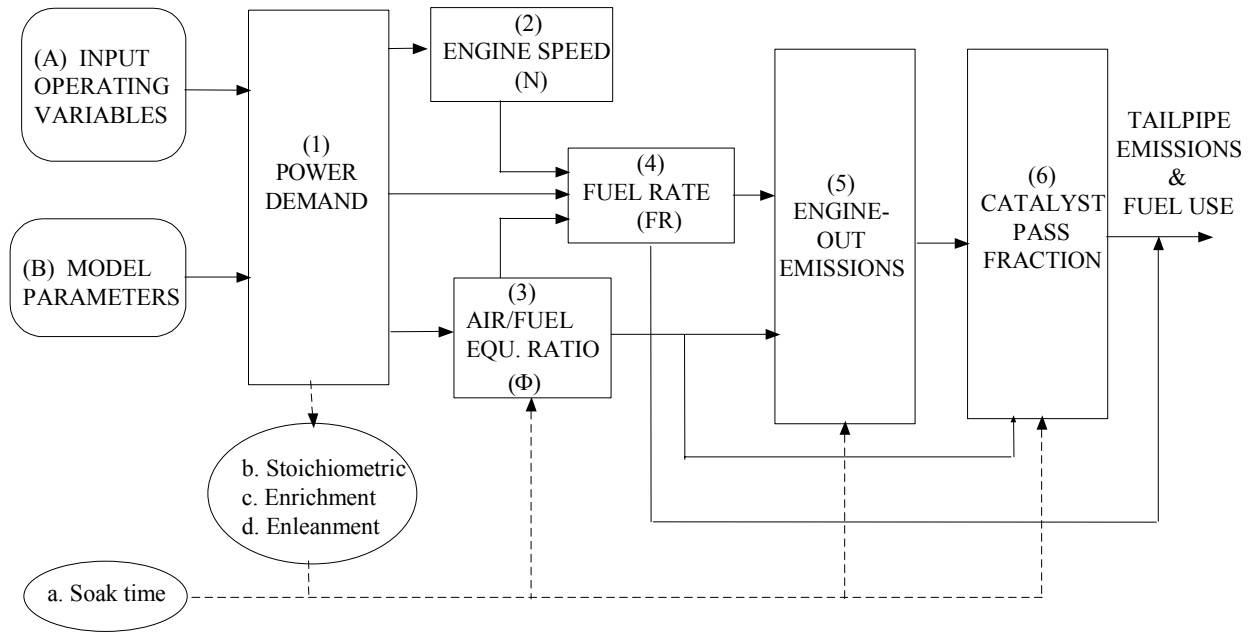 (A) INPUT
OPERATING
VARIABLES
(B) MODEL
PARAMETERS
(1)
POWER
DEMAND
(2)
ENGINE SPEED
(N)
(4)
FUEL RATE
(FR)
(3)
AIR/FUEL
EQU. RATIO
(Φ)
(5)
ENGINE-
OUT
EMISSIONS
(6)
CATALYST
PASS
FRACTION
TAILPIPE
EMISSIONS
&
FUEL USE
b. Stoichiometric
c. Enrichment
d. Enleanment
a. Soak time